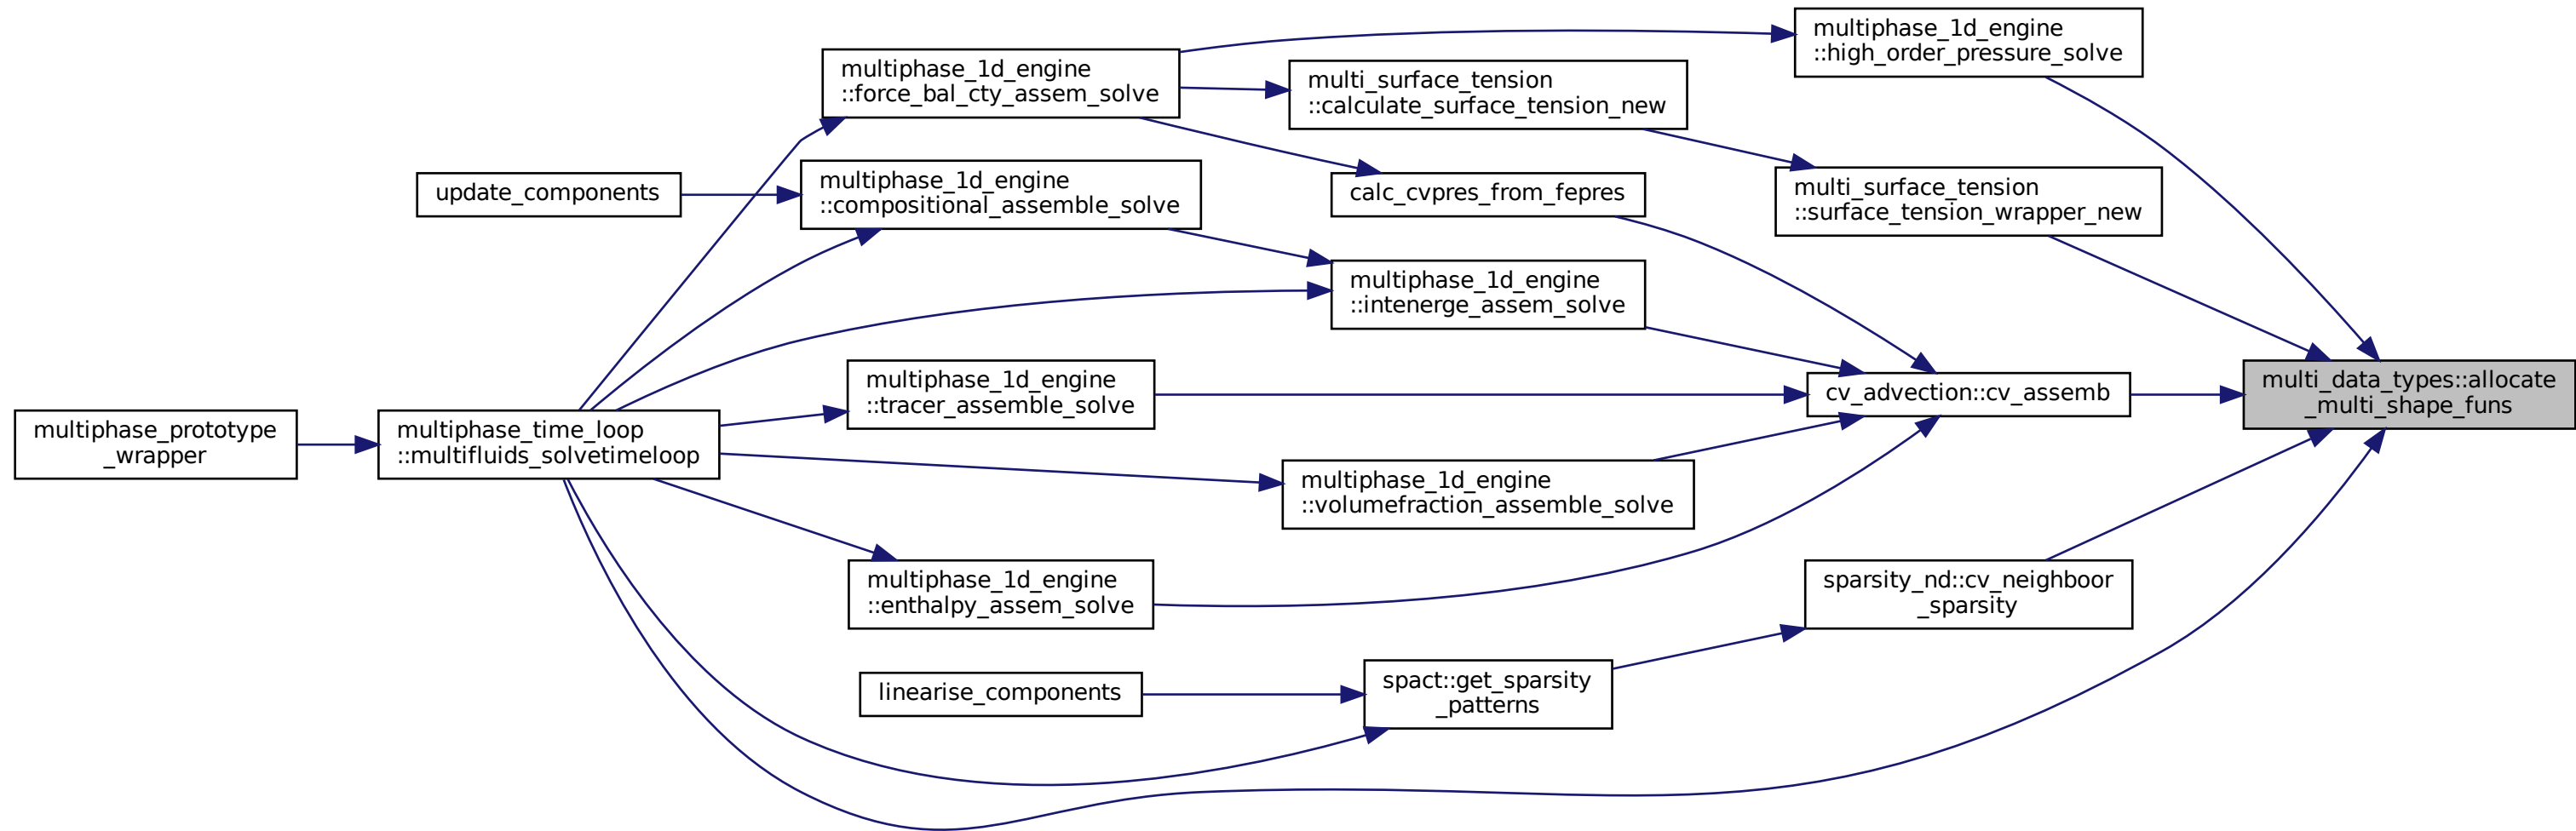 multiphase_1d_engine
::high_order_pressure_solve
multiphase_1d_engine
::force_bal_cty_assem_solve
multi_surface_tension
::calculate_surface_tension_new
update_components
multiphase_1d_engine
::compositional_assemble_solve
calc_cvpres_from_fepres
multi_surface_tension
::surface_tension_wrapper_new
multiphase_1d_engine
::intenerge_assem_solve
multiphase_1d_engine
::tracer_assemble_solve
cv_advection::cv_assemb
multi_data_types::allocate
_multi_shape_funs
multiphase_prototype
_wrapper
multiphase_time_loop
::multifluids_solvetimeloop
multiphase_1d_engine
::volumefraction_assemble_solve
multiphase_1d_engine
::enthalpy_assem_solve
sparsity_nd::cv_neighboor
_sparsity
linearise_components
spact::get_sparsity
_patterns